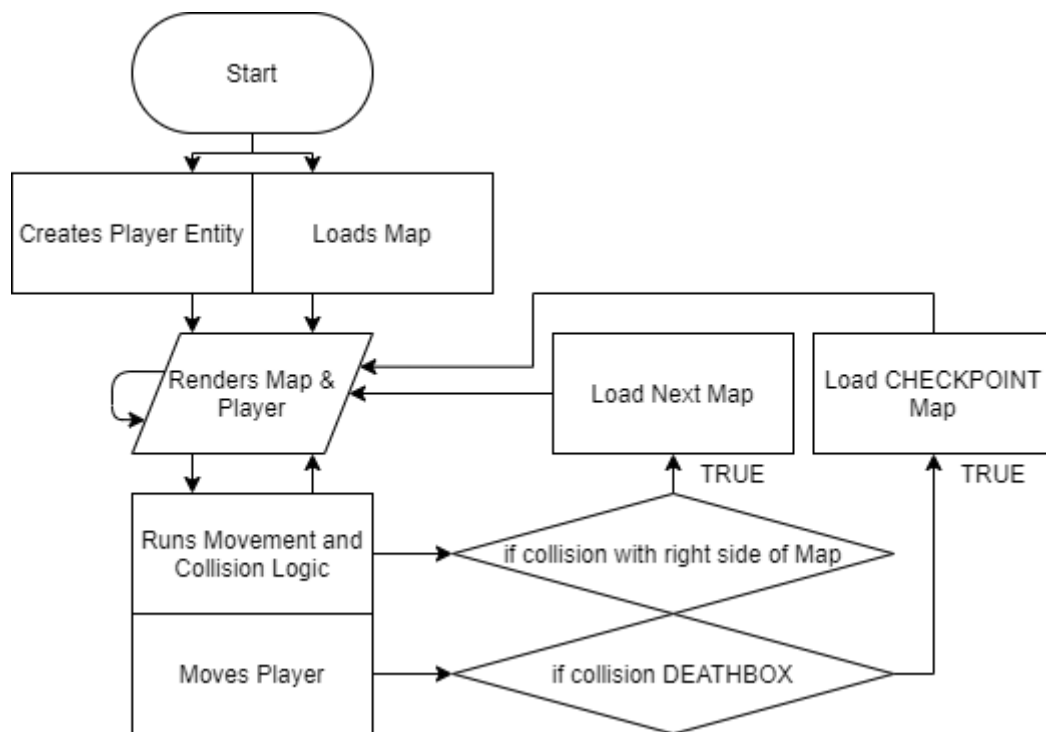 Start
Creates Player Entity
Loads Map
Renders Map &
Player
Load Next Map
Load CHECKPOINT
Map
TRUE
TRUE
Runs Movement and
Collision Logic
if collision with right side of Map
Moves Player
if collision DEATHBOX